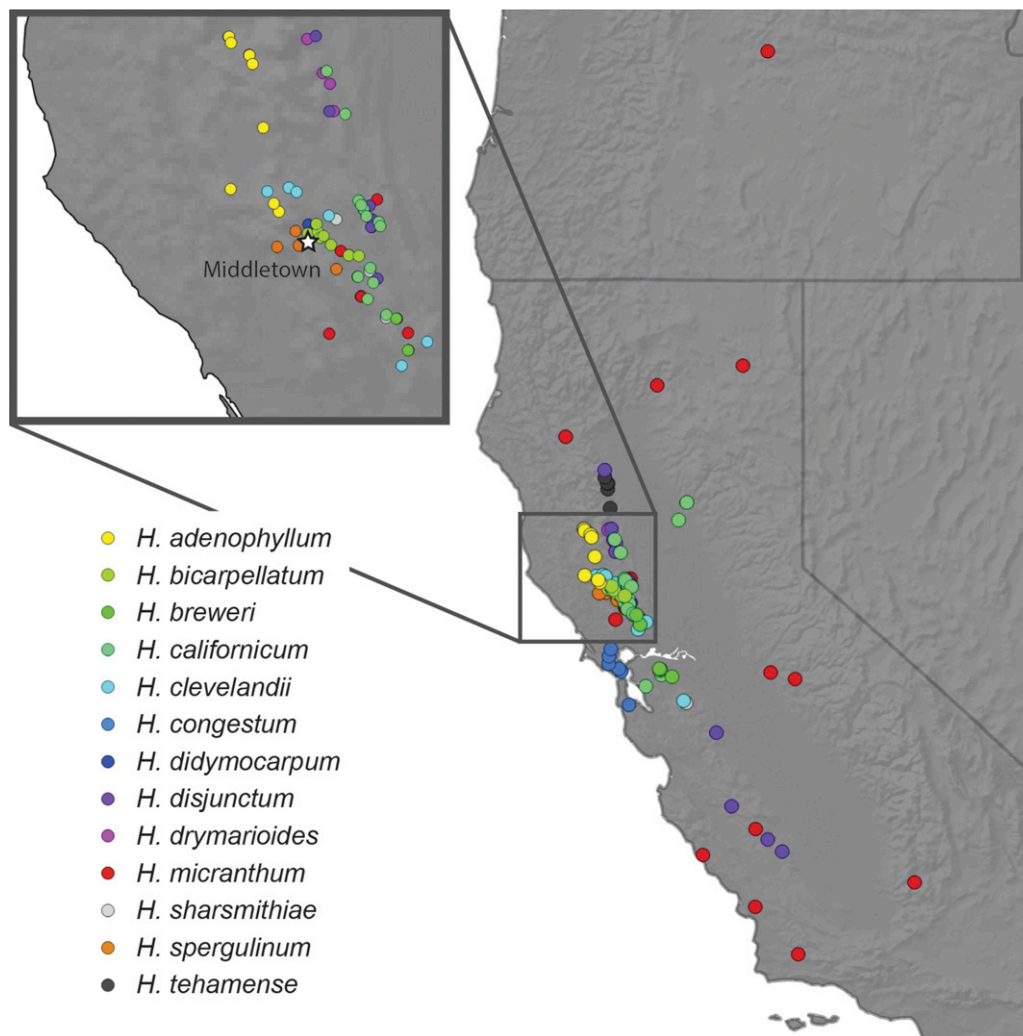 Middletown
H. adenophyllum
H. bicarpellatum
H. breweri
H. californicum
H. clevelandii
H. congestum
H. didymocarpum
H. disjunctum
H. drymarioides
H. micranthum
H. sharsmithiae
H. spergulinum
H. tehamense